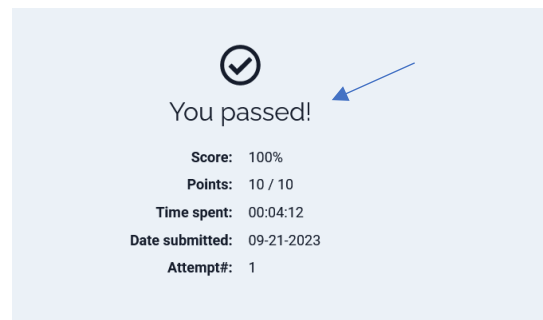 You passed!
Score: 100%
Points: 10 / 10
Time spent: 00:04:12
Date submitted: 09-21-2023
Attempt#: 1